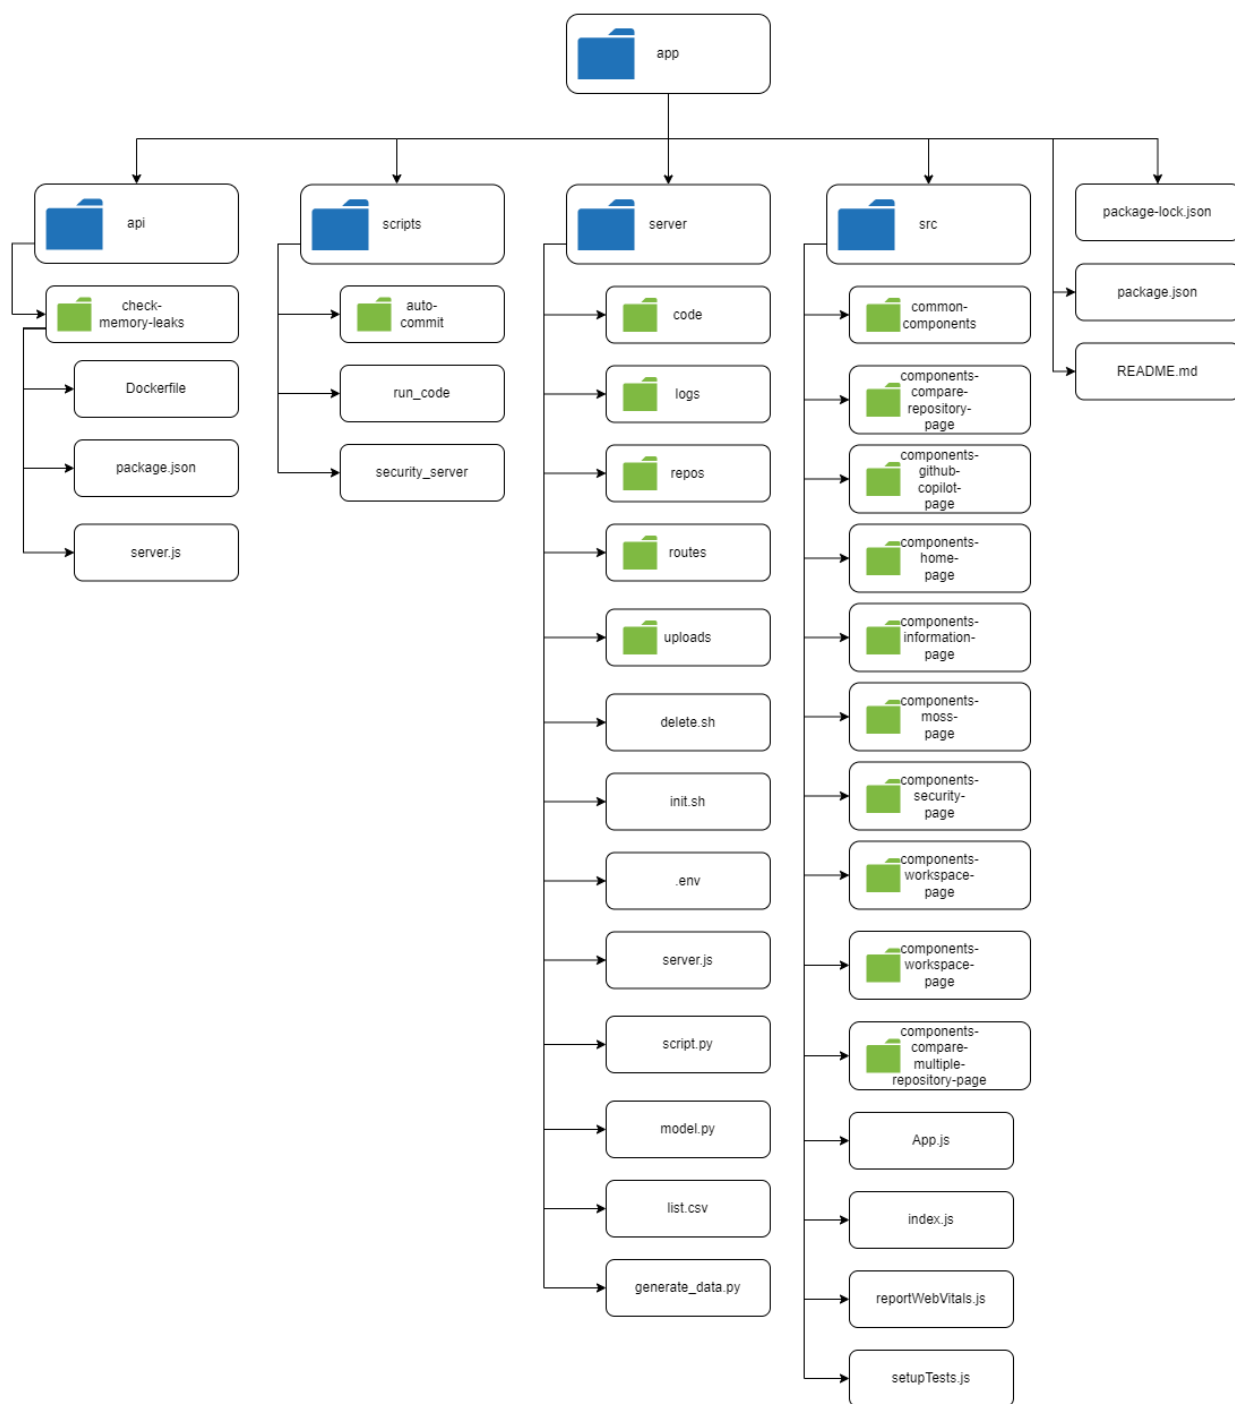 app
api
scripts
server
src
package-lock.json
package.json
README.md
check-
memory-leaks
Dockerfile
package.json
server.js
auto-
commit
run_code
security_server
code
logs
repos
routes
uploads
delete.sh
init.sh
.env
server.js
script.py
model.py
list.csv
generate_data.py
common-
components
components-
compare-
repository-
page
components-
github-
copilot-
page
components-
home-
page
components-
information-
page
components-
moss-
page
components-
security-
page
components-
workspace-
page
components-
workspace-
page
components-
compare-
multiple-
repository-page
App.js
index.js
reportWebVitals.js
setupTests.js